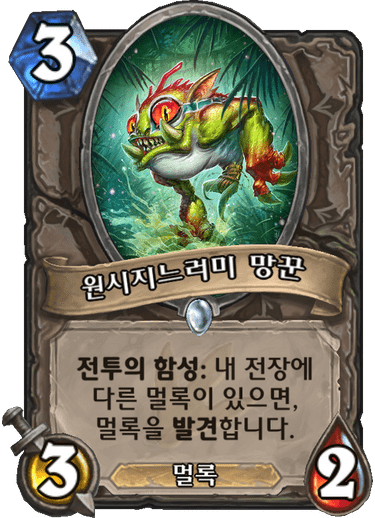 3
원시지느러미 망꾼
전투의 함성: 내 전장에
다른 멀록이 있으면,
멀록을 발견합니다.
3
멀록
2